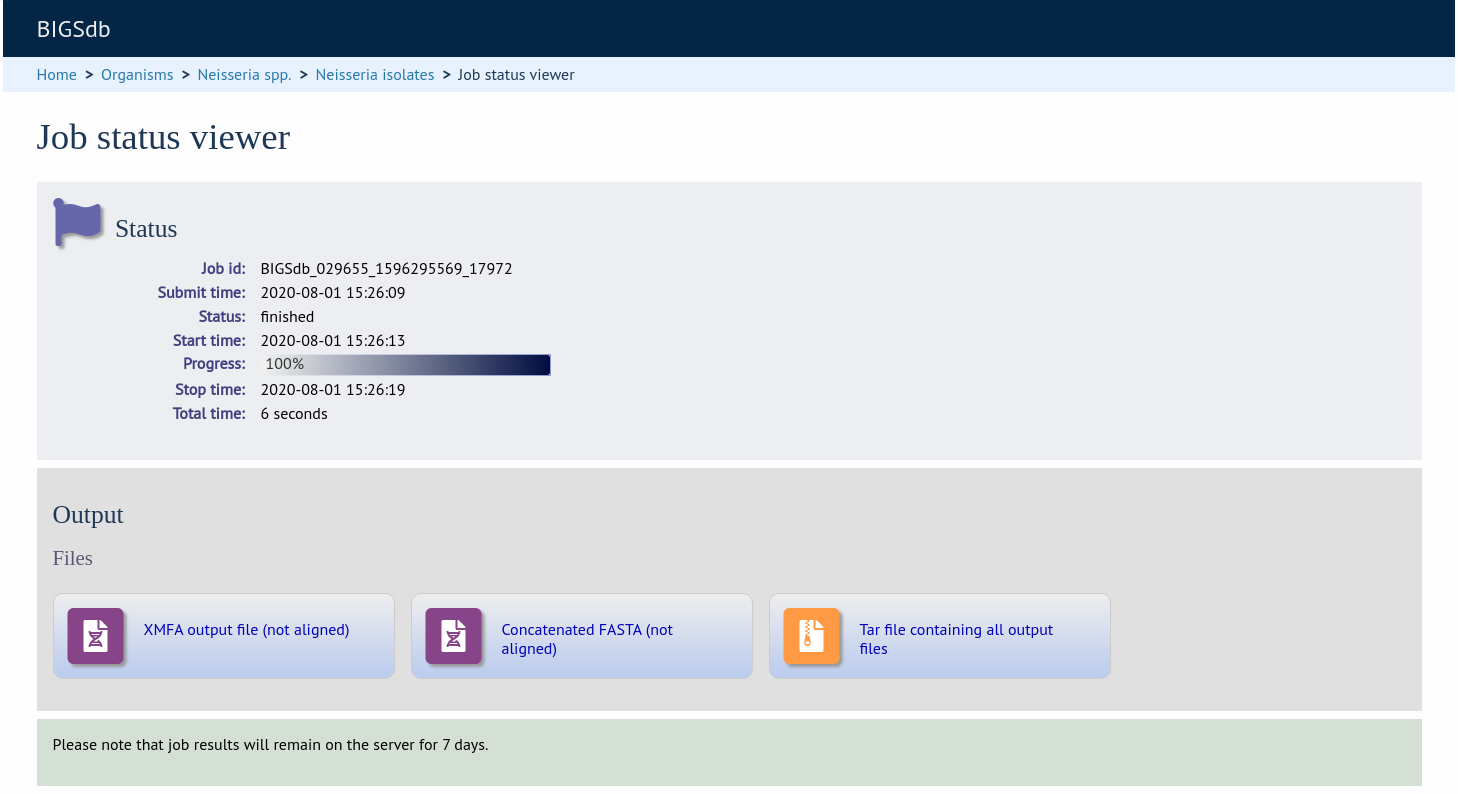 BIGSdb
Home > Organisms > Neisseria spp. > Neisseria isolates > Job status viewer
Job status viewer
Status
Job id: BIGSdb_029655_1596295569_17972
Submit time: 2020-08-01 15:26:09
Status: finished
Start time: 2020-08-01 15:26:13
Progress: 100%
Stop time: 2020-08-01 15:26:19
Total time: 6 seconds
Output
Files
XMFA output file (not aligned)
Concatenated FASTA (not
aligned)
Tar file containing all output
files
Please note that job results will remain on the server for 7 days.